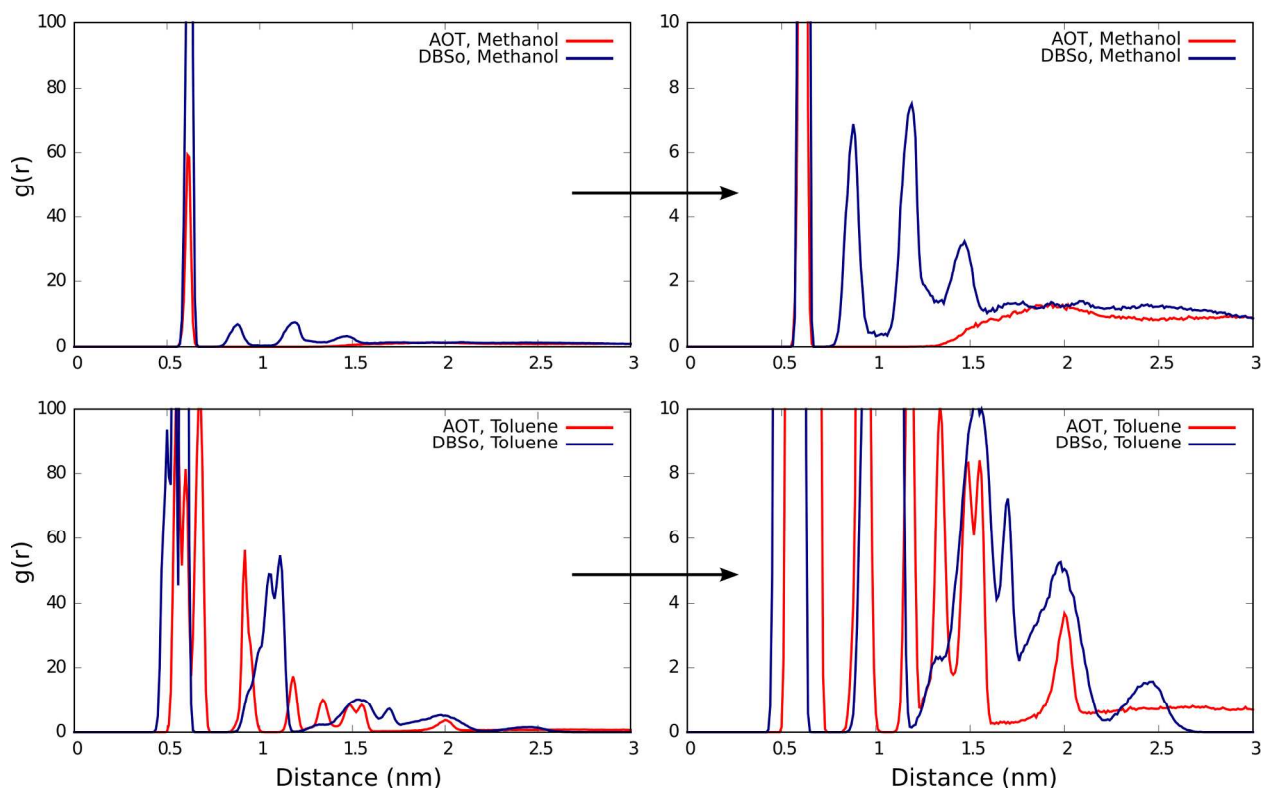 AOT, Methanol
DBSo, Methanol
g(r)
100
80
60
40
20
0
0 0.5 1 1.5 2 2.5 3
AOT, Methanol
DBSo, Methanol
10
8
6
4
2
0
0 0.5 1 1.5 2 2.5 3
AOT, Toluene
DBSo, Toluene
g(r)
100
80
60
40
20
0
0 0.5 1 1.5 2 2.5 3
Distance (nm)
AOT, Toluene
DBSo, Toluene
10
8
6
4
2
0
0 0.5 1 1.5 2 2.5 3
Distance (nm)